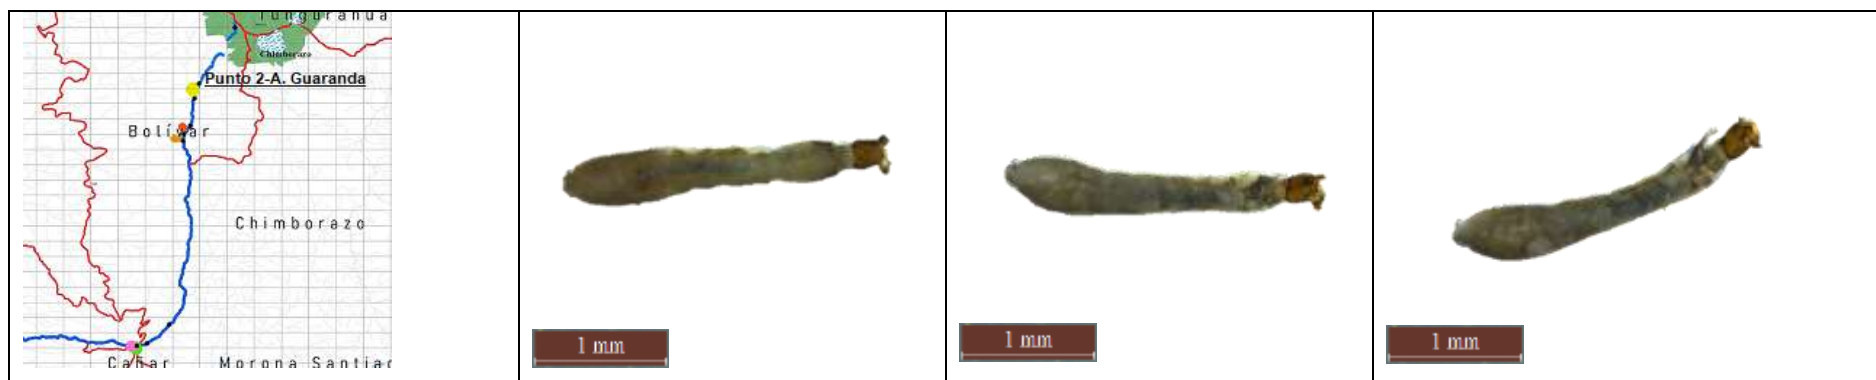 Tungurahua
Chimborazo
Punto 2-A. Guaranda
Bolívar
Chimborazo
Cañar
Morona Santiag
1 mm
1 mm
1 mm